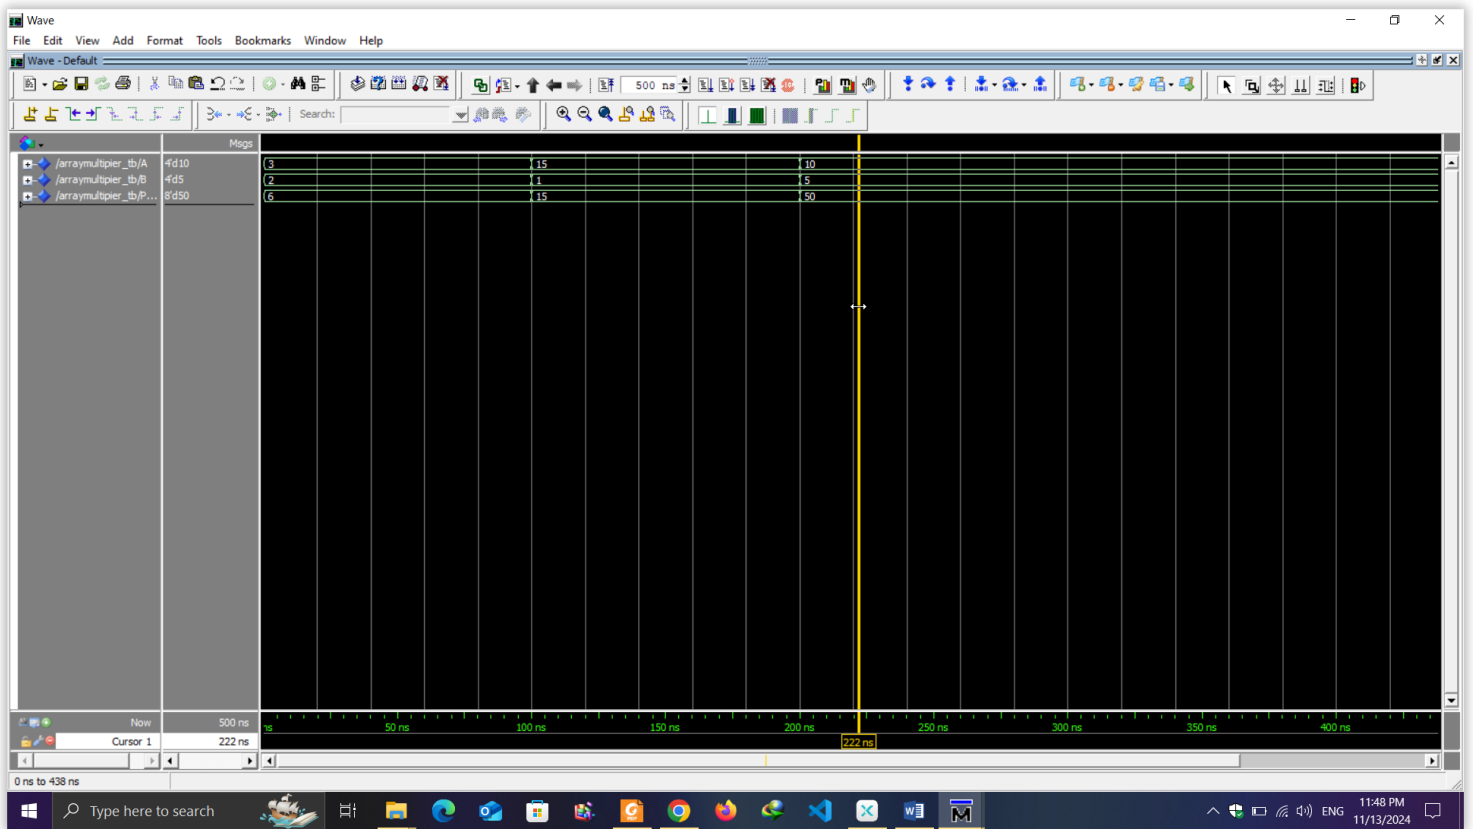 Wave
File Edit View Add Format Tools Bookmarks Window Help
Wave - Default
500 ns
Search:
Msgs
/arraymultipier_tb/A 4'd10 3 15 10
/arraymultipier_tb/B 4'd5 2 1 5
/arraymultipier_tb/P... 8'd50 6 15 50
Now 500 ns ns 50 ns 100 ns 150 ns 200 ns 250 ns 300 ns 350 ns 400 ns
Cursor 1 222 ns 222 ns
0 ns to 438 ns
Type here to search ENG 11:48 PM
11/13/2024